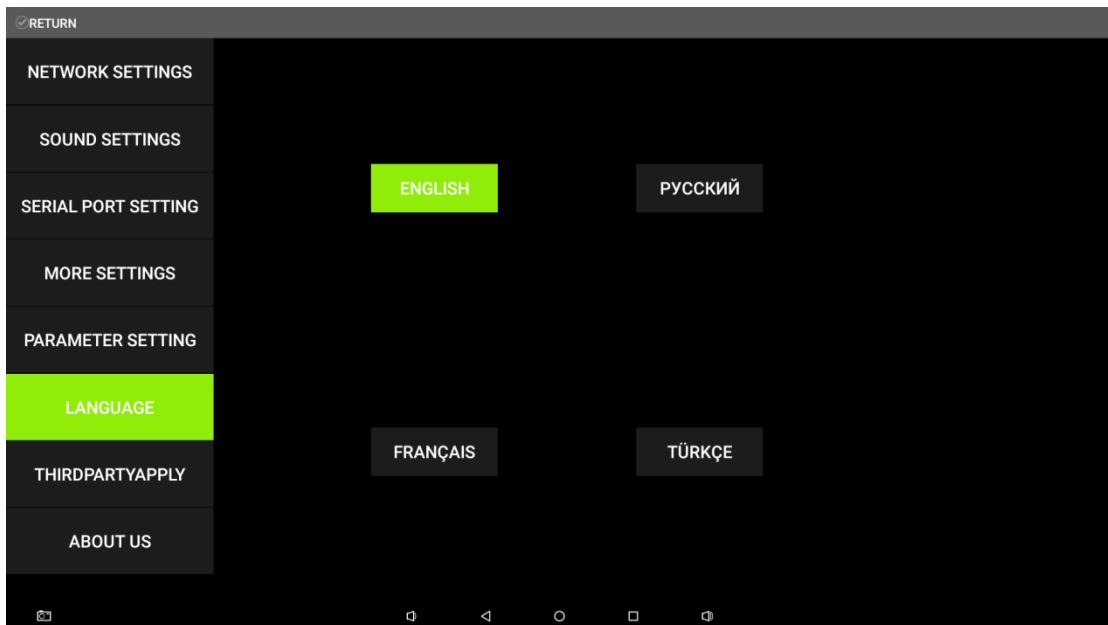 RETURN
NETWORK SETTINGS
SOUND SETTINGS
SERIAL PORT SETTING
MORE SETTINGS
PARAMETER SETTING
LANGUAGE
THIRDPARTYAPPLY
ABOUT US
ENGLISH
РУССКИЙ
FRANÇAIS
TÜRKÇE